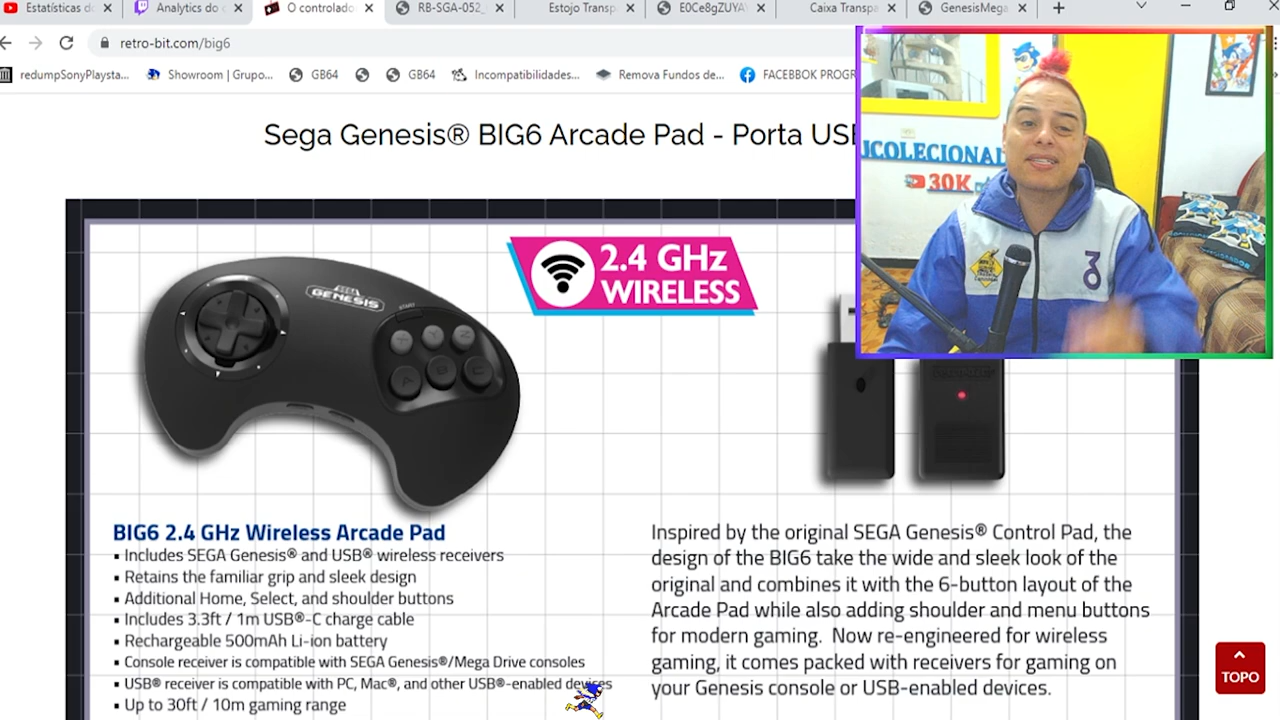 Estatísticas do
Analytics do c
O controlado
RB-SGA-052_
Estojo Transp
E0Ce8gZUYA
Caixa Transpa
GenesisMega
retro-bit.com/big6
redumpSonyPlaysta...
Showroom | Grupo...
GB64
GB64
Incompatibilidades...
Remova Fundos de...
FACEBBOK PROGR
Sega Genesis® BIG6 Arcade Pad - Porta USB
ICOLECIONAD
30K
2.4 GHz
WIRELESS
SEGA
GENESIS
START
X Y Z
A B C
BIG6 2.4 GHz Wireless Arcade Pad
▪ Includes SEGA Genesis® and USB® wireless receivers
▪ Retains the familiar grip and sleek design
▪ Additional Home, Select, and shoulder buttons
▪ Includes 3.3ft / 1m USB®-C charge cable
▪ Rechargeable 500mAh Li-ion battery
▪ Console receiver is compatible with SEGA Genesis®/Mega Drive consoles
▪ USB® receiver is compatible with PC, Mac®, and other USB®-enabled devices
▪ Up to 30ft / 10m gaming range
Inspired by the original SEGA Genesis® Control Pad, the
design of the BIG6 take the wide and sleek look of the
original and combines it with the 6-button layout of the
Arcade Pad while also adding shoulder and menu buttons
for modern gaming. Now re-engineered for wireless
gaming, it comes packed with receivers for gaming on
your Genesis console or USB-enabled devices.
TOPO